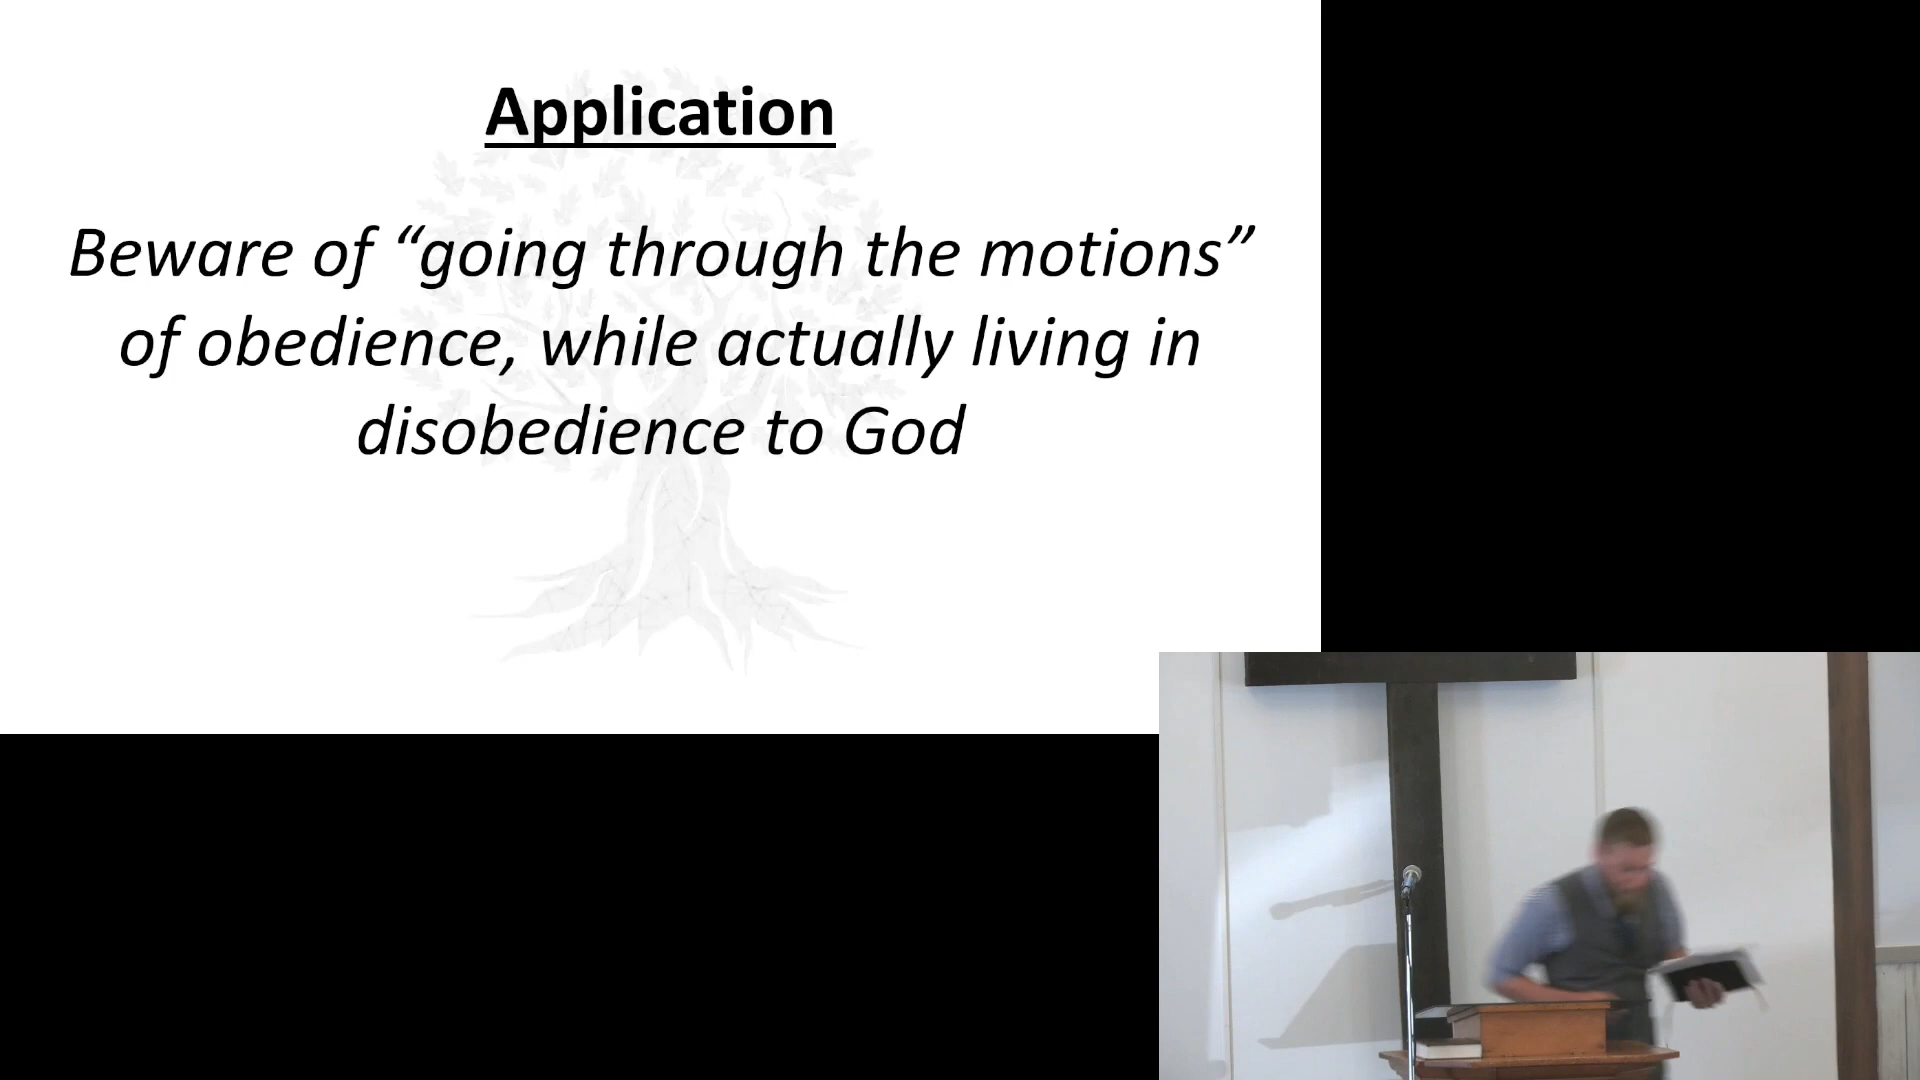 Application
Beware of “going through the motions”
of obedience, while actually living in
disobedience to God